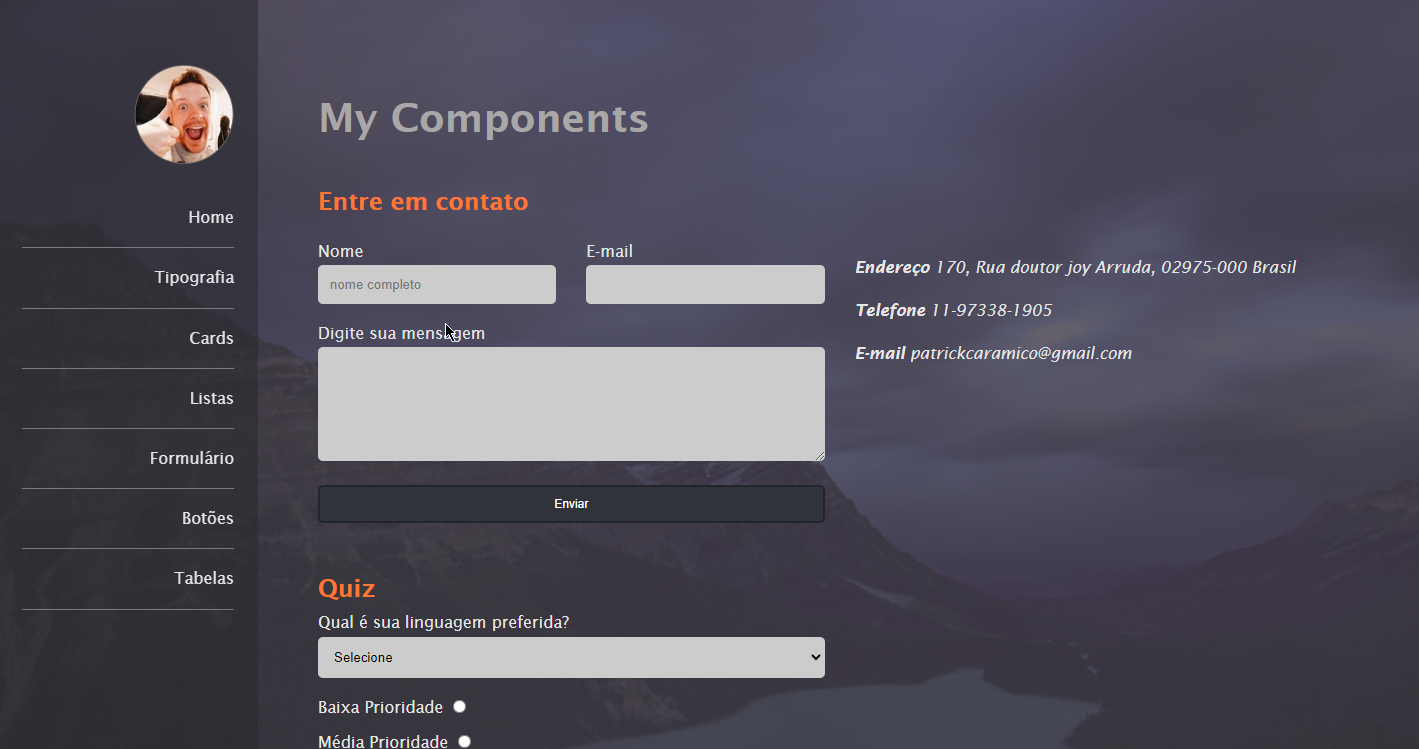 Home
Tipografia
Cards
Listas
Formulário
Botões
Tabelas
My Components
Entre em contato
Nome
E-mail
nome completo
Digite sua mensagem
Enviar
Endereço 170, Rua doutor joy Arruda, 02975-000 Brasil
Telefone 11-97338-1905
E-mail patrickcaramico@gmail.com
Quiz
Qual é sua linguagem preferida?
Selecione
Baixa Prioridade
Média Prioridade